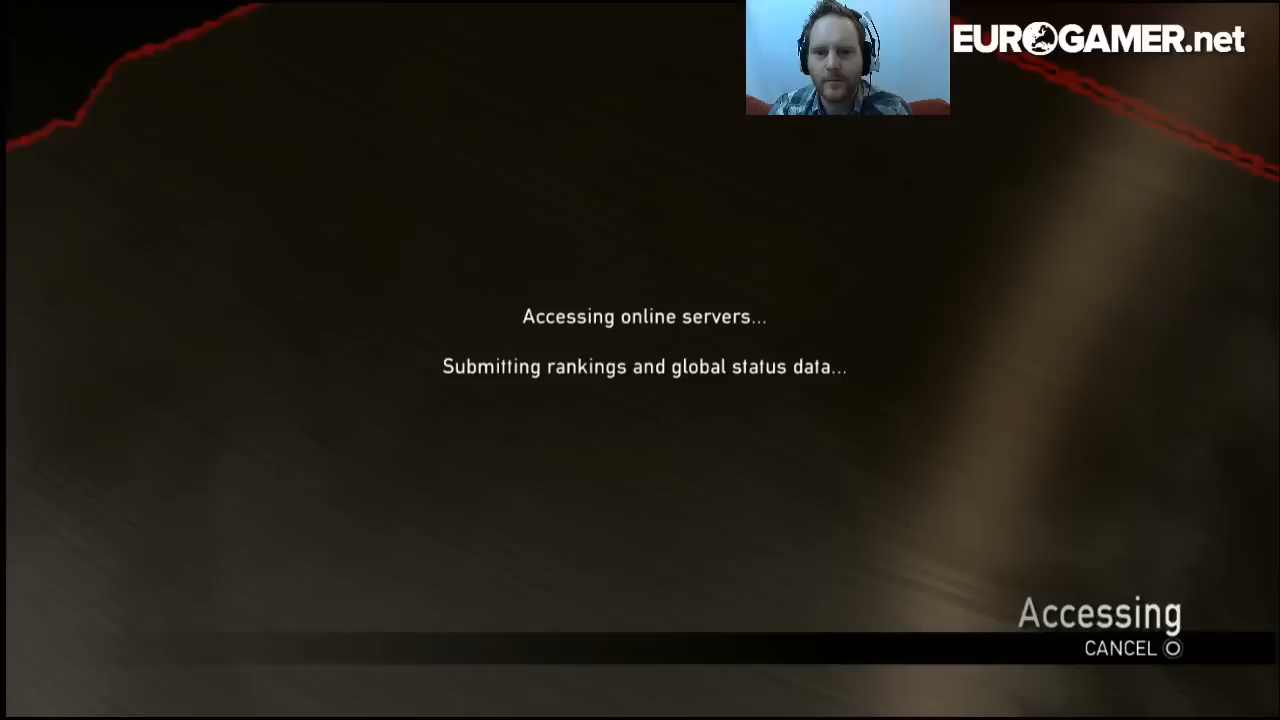 EUROGAMER.net
Accessing online servers...
Submitting rankings and global status data...
Accessing
CANCEL